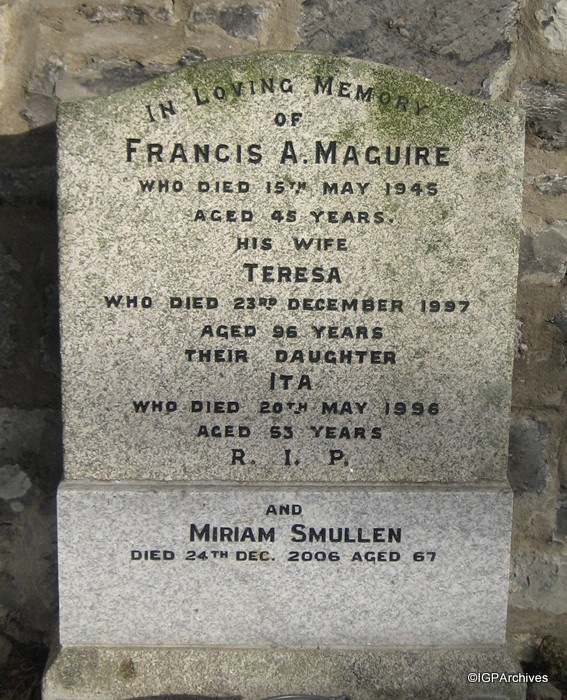 IN LOVING MEMORY
OF
FRANCIS A. MAGUIRE
WHO DIED 15TH MAY 1945
AGED 45 YEARS.
HIS WIFE
TERESA
WHO DIED 23RD DECEMBER 1997
AGED 96 YEARS
THEIR DAUGHTER
ITA
WHO DIED 20TH MAY 1996
AGED 53 YEARS
R. I. P.
AND
MIRIAM SMULLEN
DIED 24TH DEC. 2006 AGED 67
©IGPArchives